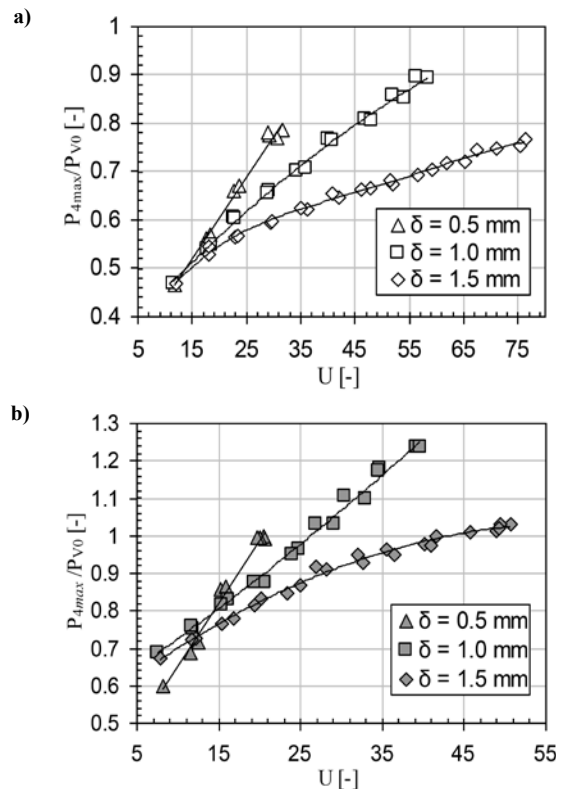 a)
P4max/PV0 [-]
1
0.9
0.8
0.7
0.6
0.5
0.4
△ δ = 0.5 mm
□ δ = 1.0 mm
◇ δ = 1.5 mm
5 15 25 35 45 55 65 75
U [-]
b)
P4max /PV0 [-]
1.3
1.2
1.1
1
0.9
0.8
0.7
0.6
0.5
δ = 0.5 mm
δ = 1.0 mm
δ = 1.5 mm
5 15 25 35 45 55
U [-]